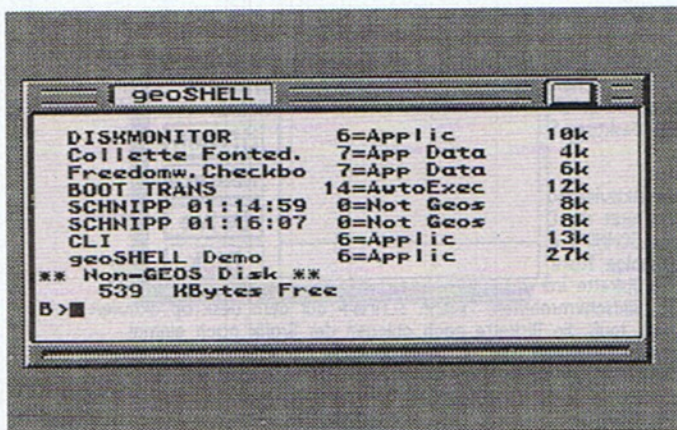 geoSHELL
DISKMONITOR 6=Applic 10k
Collette Fonted. 7=App Data 4k
Freedomw.Checkbo 7=App Data 6k
BOOT TRANS 14=AutoExec 12k
SCHNIPP 01:14:59 0=Not Geos 8k
SCHNIPP 01:16:07 0=Not Geos 8k
CLI 6=Applic 13k
geoSHELL Demo 6=Applic 27k
** Non-GEOS Disk **
539 KBytes Free
B>